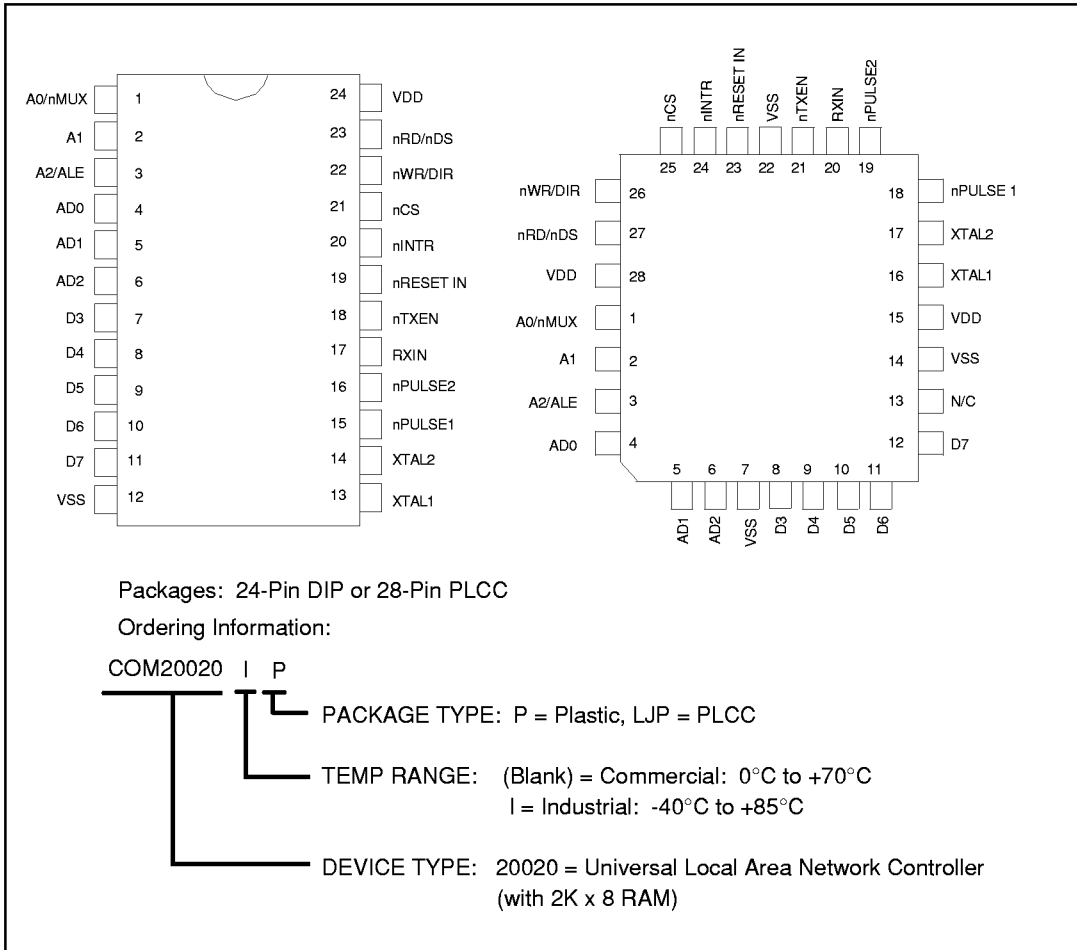 A0/nMUX 1
A1 2
A2/ALE 3
AD0 4
AD1 5
AD2 6
D3 7
D4 8
D5 9
D6 10
D7 11
VSS 12
24 VDD
23 nRD/nDS
22 nWR/DIR
21 nCS
20 nINTR
19 nRESET IN
18 nTXEN
17 RXIN
16 nPULSE2
15 nPULSE1
14 XTAL2
13 XTAL1
nCS nINTR nRESET IN VSS nTXEN RXIN nPULSE2
25 24 23 22 21 20 19
nWR/DIR 26
nRD/nDS 27
VDD 28
A0/nMUX 1
A1 2
A2/ALE 3
AD0 4
18 nPULSE 1
17 XTAL2
16 XTAL1
15 VDD
14 VSS
13 N/C
12 D7
5 6 7 8 9 10 11
AD1 AD2 VSS D3 D4 D5 D6
Packages: 24-Pin DIP or 28-Pin PLCC
Ordering Information:
COM20020 I P
PACKAGE TYPE: P = Plastic, LJP = PLCC
TEMP RANGE: (Blank) = Commercial: 0°C to +70°C
I = Industrial: -40°C to +85°C
DEVICE TYPE: 20020 = Universal Local Area Network Controller
(with 2K x 8 RAM)